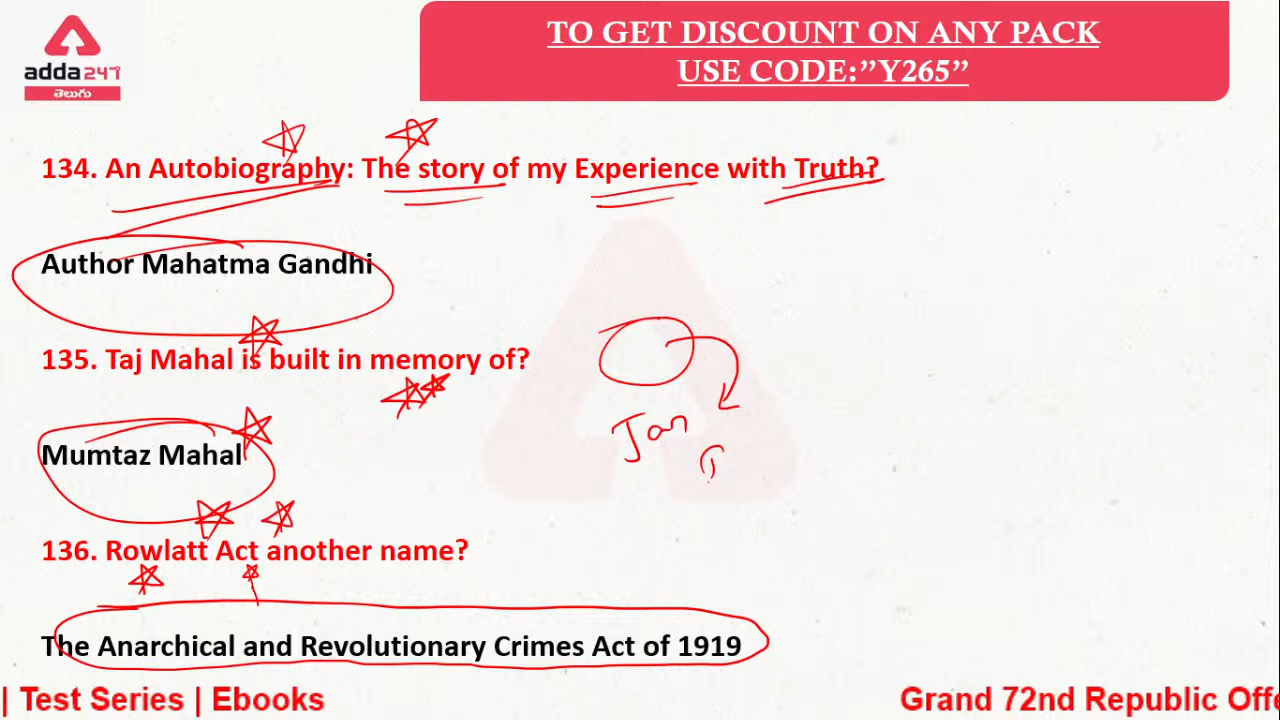 TO GET DISCOUNT ON ANY PACK
USE CODE:”Y265”
adda247
తెలుగు
134. An Autobiography: The story of my Experience with Truth?
Author Mahatma Gandhi
135. Taj Mahal is built in memory of?
Mumtaz Mahal
Jan
136. Rowlatt Act another name?
The Anarchical and Revolutionary Crimes Act of 1919
| Test Series | Ebooks
Grand 72nd Republic Offe